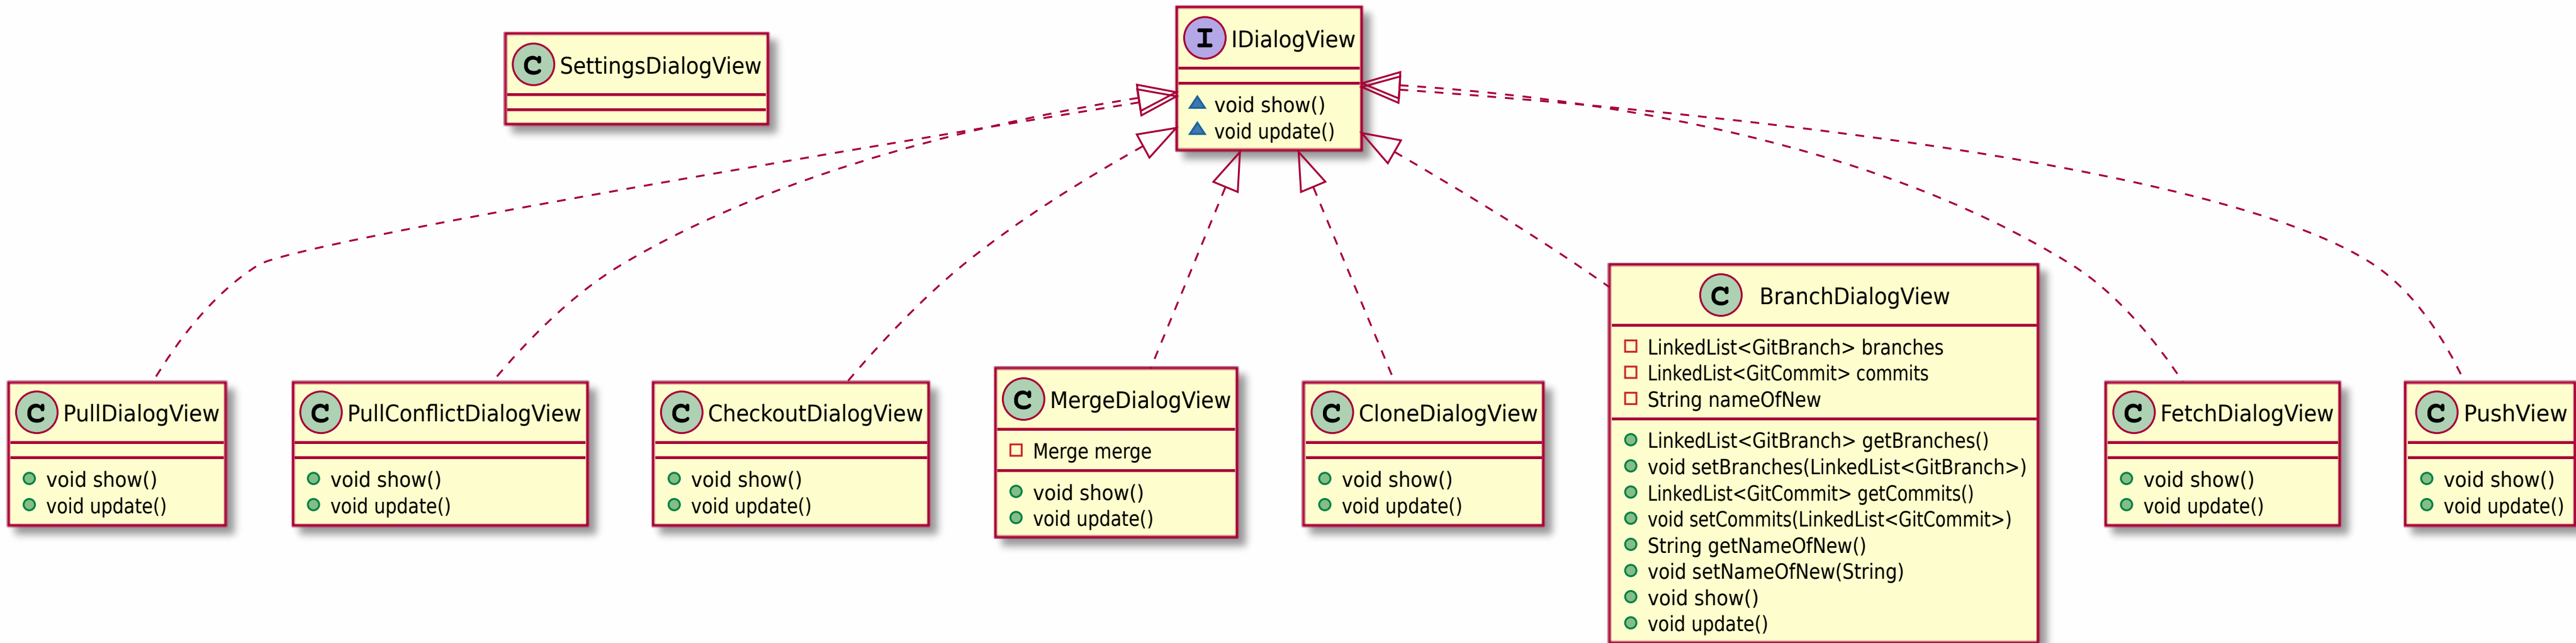 C SettingsDialogView
I IDialogView
void show()
void update()
C PullDialogView
void show()
void update()
C PullConflictDialogView
void show()
void update()
C CheckoutDialogView
void show()
void update()
C MergeDialogView
Merge merge
void show()
void update()
C CloneDialogView
void show()
void update()
C BranchDialogView
LinkedList<GitBranch> branches
LinkedList<GitCommit> commits
String nameOfNew
LinkedList<GitBranch> getBranches()
void setBranches(LinkedList<GitBranch>)
LinkedList<GitCommit> getCommits()
void setCommits(LinkedList<GitCommit>)
String getNameOfNew()
void setNameOfNew(String)
void show()
void update()
C FetchDialogView
void show()
void update()
C PushView
void show()
void update()